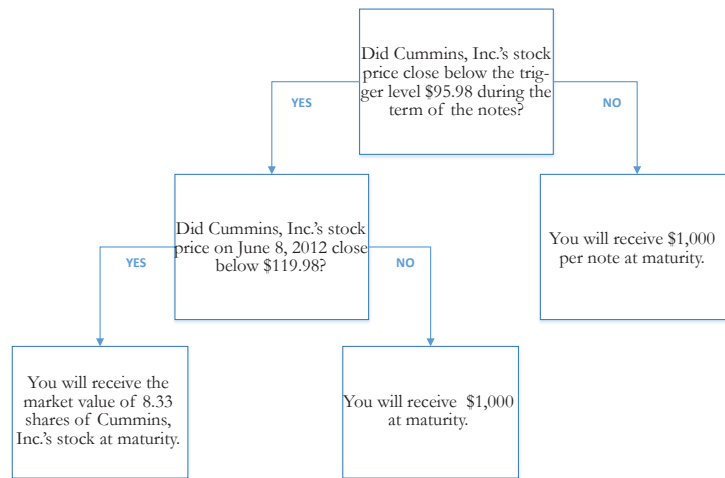 Did Cummins, Inc.'s stock
price close below the trig-
ger level $95.98 during the
term of the notes?
YES
NO
Did Cummins, Inc.'s stock
price on June 8, 2012 close
below $119.98?
You will receive $1,000
per note at maturity.
YES
NO
You will receive the
market value of 8.33
shares of Cummins,
Inc.'s stock at maturity.
You will receive $1,000
at maturity.